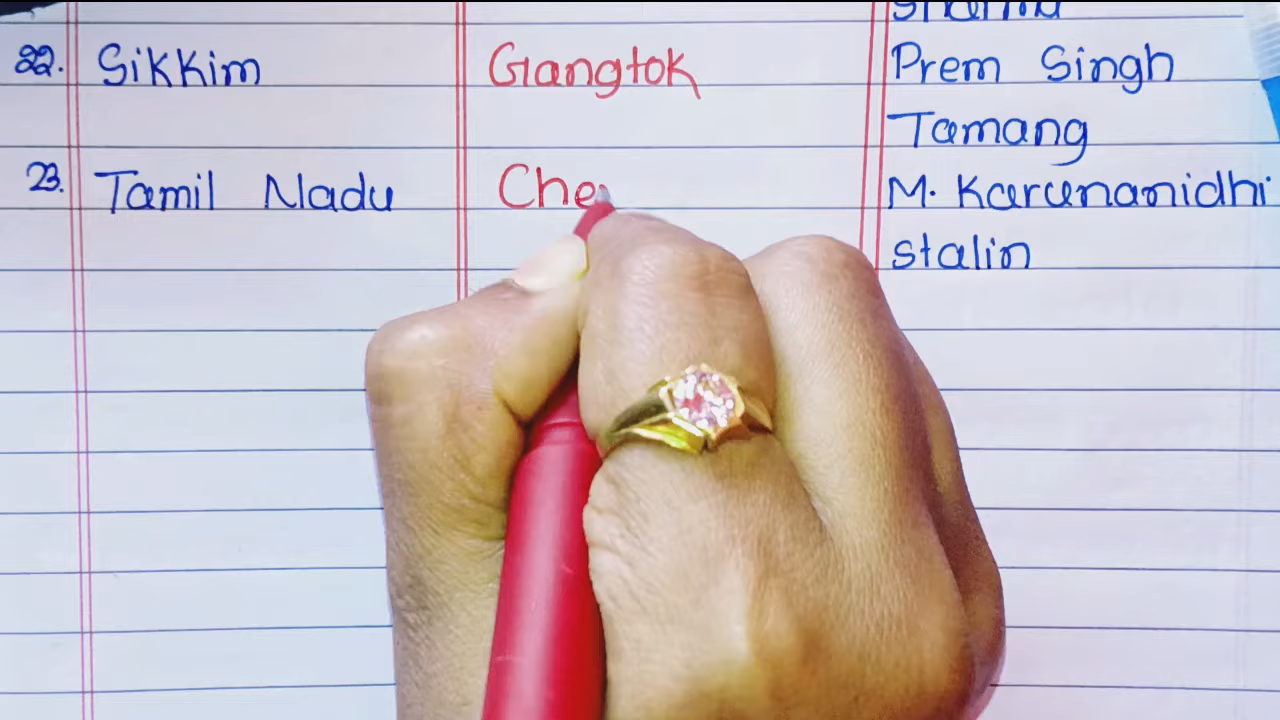 22. Sikkim Gangtok Prem Singh
Tamang
23. Tamil Nadu Che M. Karunanidhi
Stalin